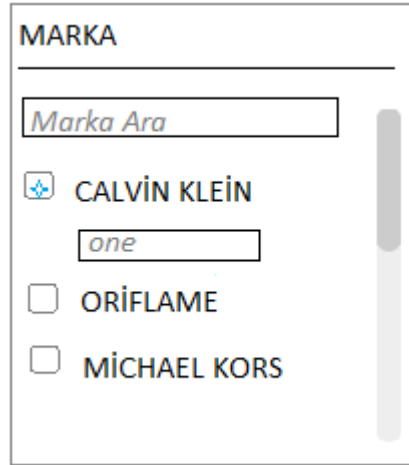 MARKA
Marka Ara
CALVİN KLEİN
one
ORİFLAME
MİCHAEL KORS